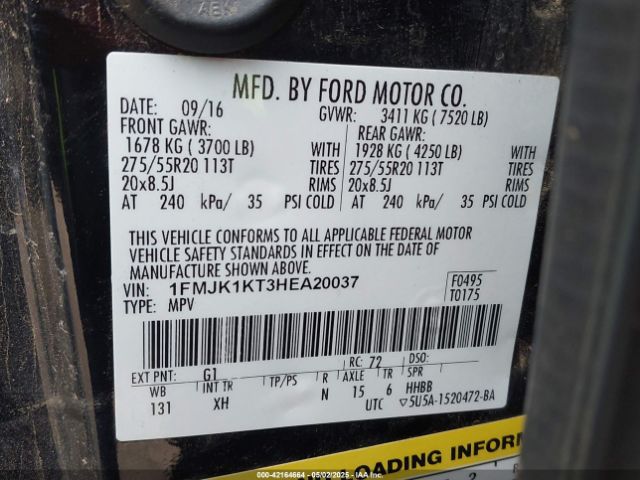 MFD. BY FORD MOTOR CO.
DATE: 09/16 GVWR: 3411 KG ( 7520 LB)
FRONT GAWR: REAR GAWR:
1678 KG ( 3700 LB) WITH 1928 KG ( 4250 LB) WITH
275/55R20 113T TIRES 275/55R20 113T TIRES
20x8.5J RIMS 20x8.5J RIMS
AT 240 kPa/ 35 PSI COLD AT 240 kPa/ 35 PSI COLD
THIS VEHICLE CONFORMS TO ALL APPLICABLE FEDERAL MOTOR
VEHICLE SAFETY STANDARDS IN EFFECT ON THE DATE OF
MANUFACTURE SHOWN ABOVE.
VIN: 1FMJK1KT3HEA20037 F0495
TYPE: MPV T0175
EXT PNT: G1 RC: 72 DSO:
WB INT TR TP/PS R AXLE TR SPR
131 XH N 15 6 HHBB
UTC ▽5U5A-1520472-BA
LOADING INFORM
000-42164664 05/02/2025 - IAAI Inc.